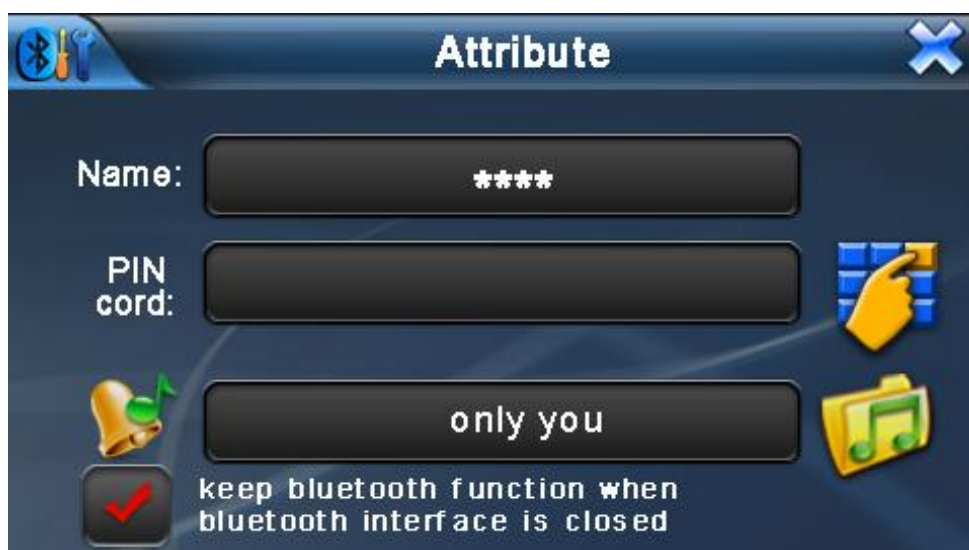 Attribute
Name:
****
PIN
cord:
only you
keep bluetooth function when
bluetooth interface is closed